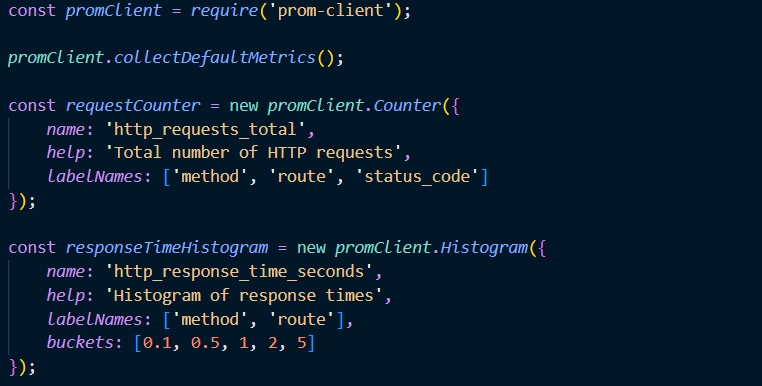 const promClient = require('prom-client');
promClient.collectDefaultMetrics();
const requestCounter = new promClient.Counter({
    name: 'http_requests_total',
    help: 'Total number of HTTP requests',
    labelNames: ['method', 'route', 'status_code']
});
const responseTimeHistogram = new promClient.Histogram({
    name: 'http_response_time_seconds',
    help: 'Histogram of response times',
    labelNames: ['method', 'route'],
    buckets: [0.1, 0.5, 1, 2, 5]
});